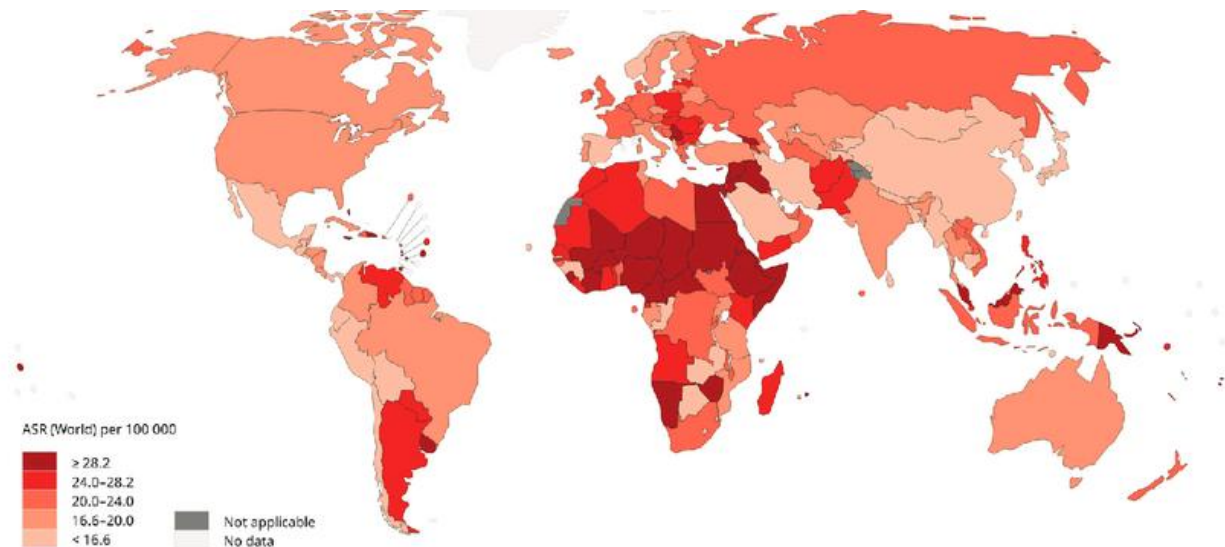 ASR (World) per 100 000
≥ 28.2
24.0–28.2
20.0–24.0
16.6–20.0
< 16.6
Not applicable
No data